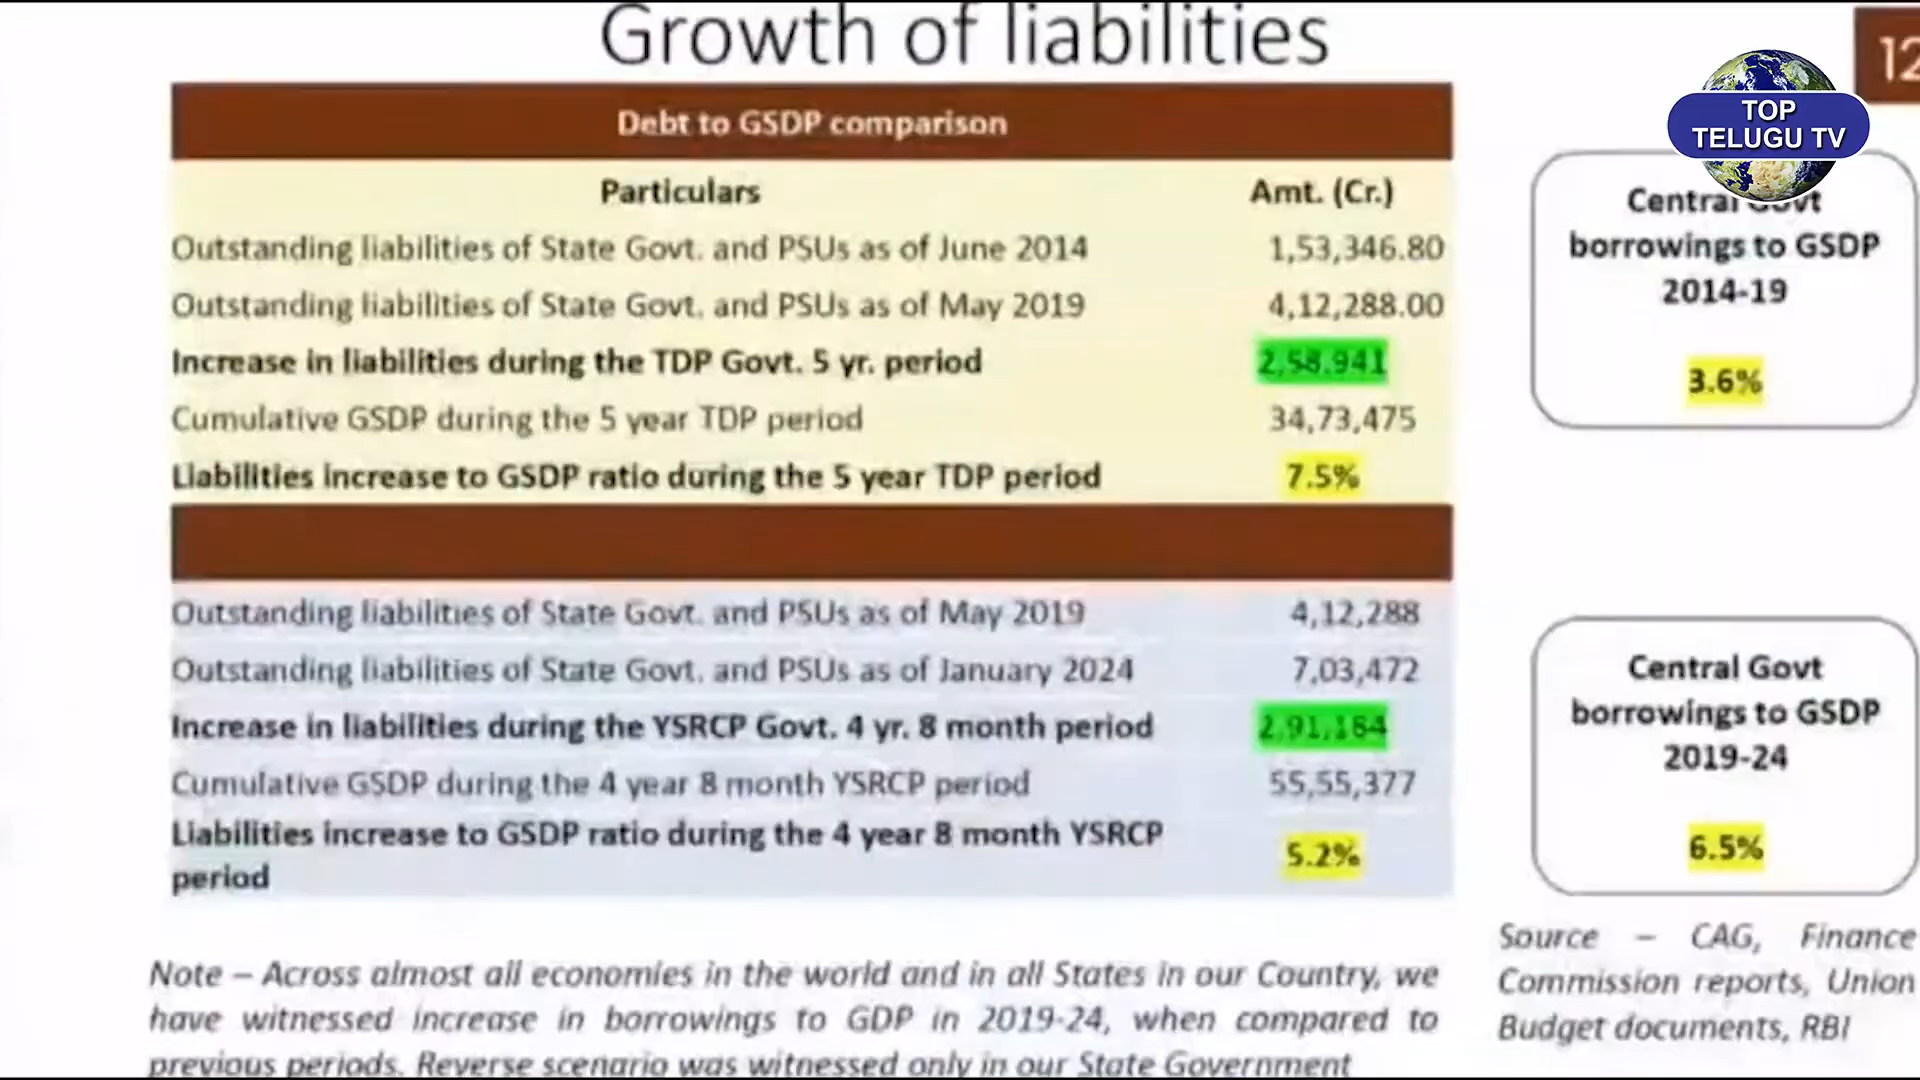 Growth of liabilities
12
TOP
TELUGU TV
Debt to GSDP comparison
Particulars Amt. (Cr.)
Outstanding liabilities of State Govt. and PSUs as of June 2014 1,53,346.80
Outstanding liabilities of State Govt. and PSUs as of May 2019 4,12,288.00
Increase in liabilities during the TDP Govt. 5 yr. period 2,58,941
Cumulative GSDP during the 5 year TDP period 34,73,475
Liabilities increase to GSDP ratio during the 5 year TDP period 7.5%
Outstanding liabilities of State Govt. and PSUs as of May 2019 4,12,288
Outstanding liabilities of State Govt. and PSUs as of January 2024 7,03,472
Increase in liabilities during the YSRCP Govt. 4 yr. 8 month period 2,91,184
Cumulative GSDP during the 4 year 8 month YSRCP period 55,55,377
Liabilities increase to GSDP ratio during the 4 year 8 month YSRCP
period 5.2%
Central Govt
borrowings to GSDP
2014-19
3.6%
Central Govt
borrowings to GSDP
2019-24
6.5%
Note – Across almost all economies in the world and in all States in our Country, we
have witnessed increase in borrowings to GDP in 2019-24, when compared to
previous periods. Reverse scenario was witnessed only in our State Government
Source – CAG, Finance
Commission reports, Union
Budget documents, RBI